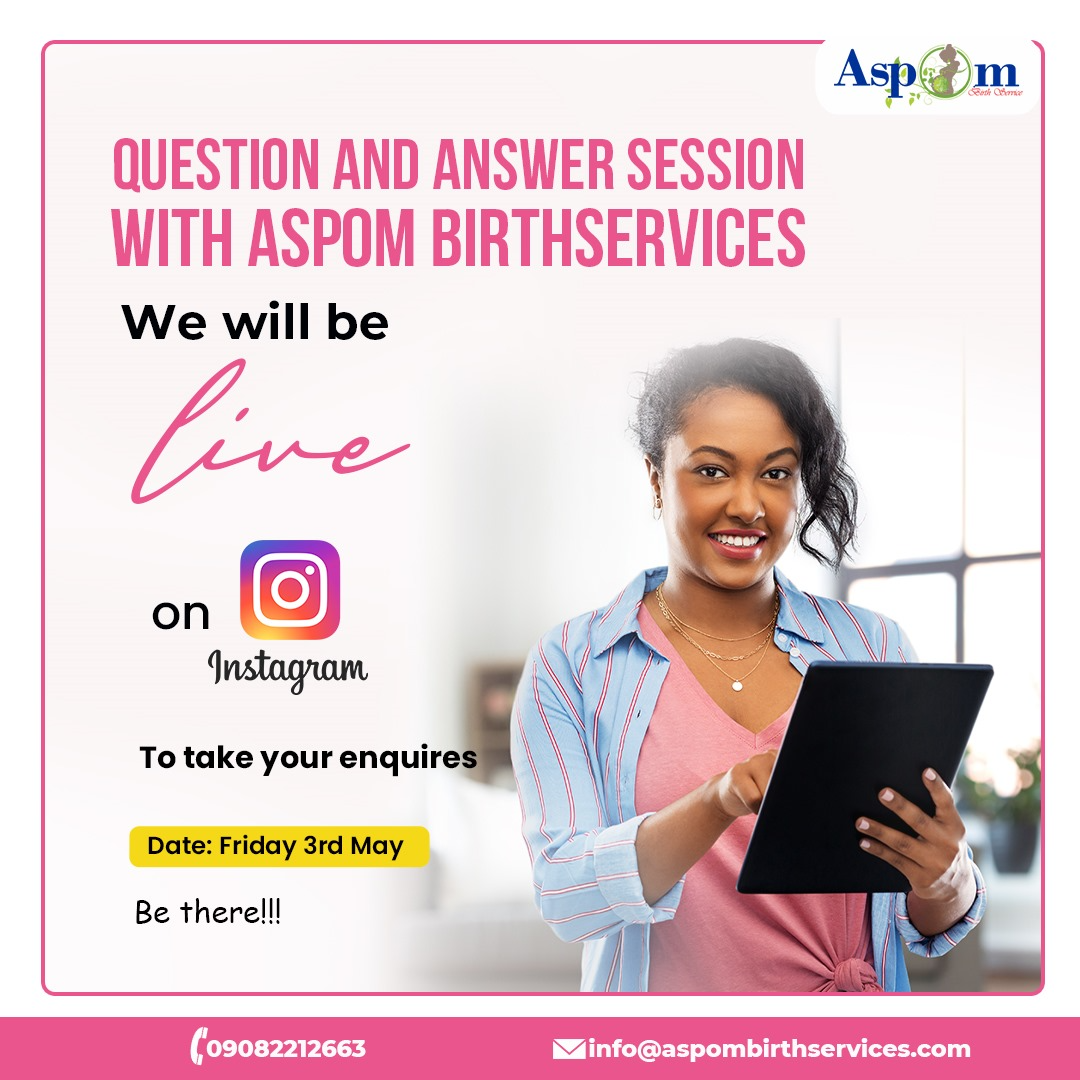 Aspom
Birth Service
QUESTION AND ANSWER SESSION
WITH ASPOM BIRTHSERVICES
We will be
live
on
Instagram
To take your enquires
Date: Friday 3rd May
Be there!!!
09082212663
info@aspombirthservices.com